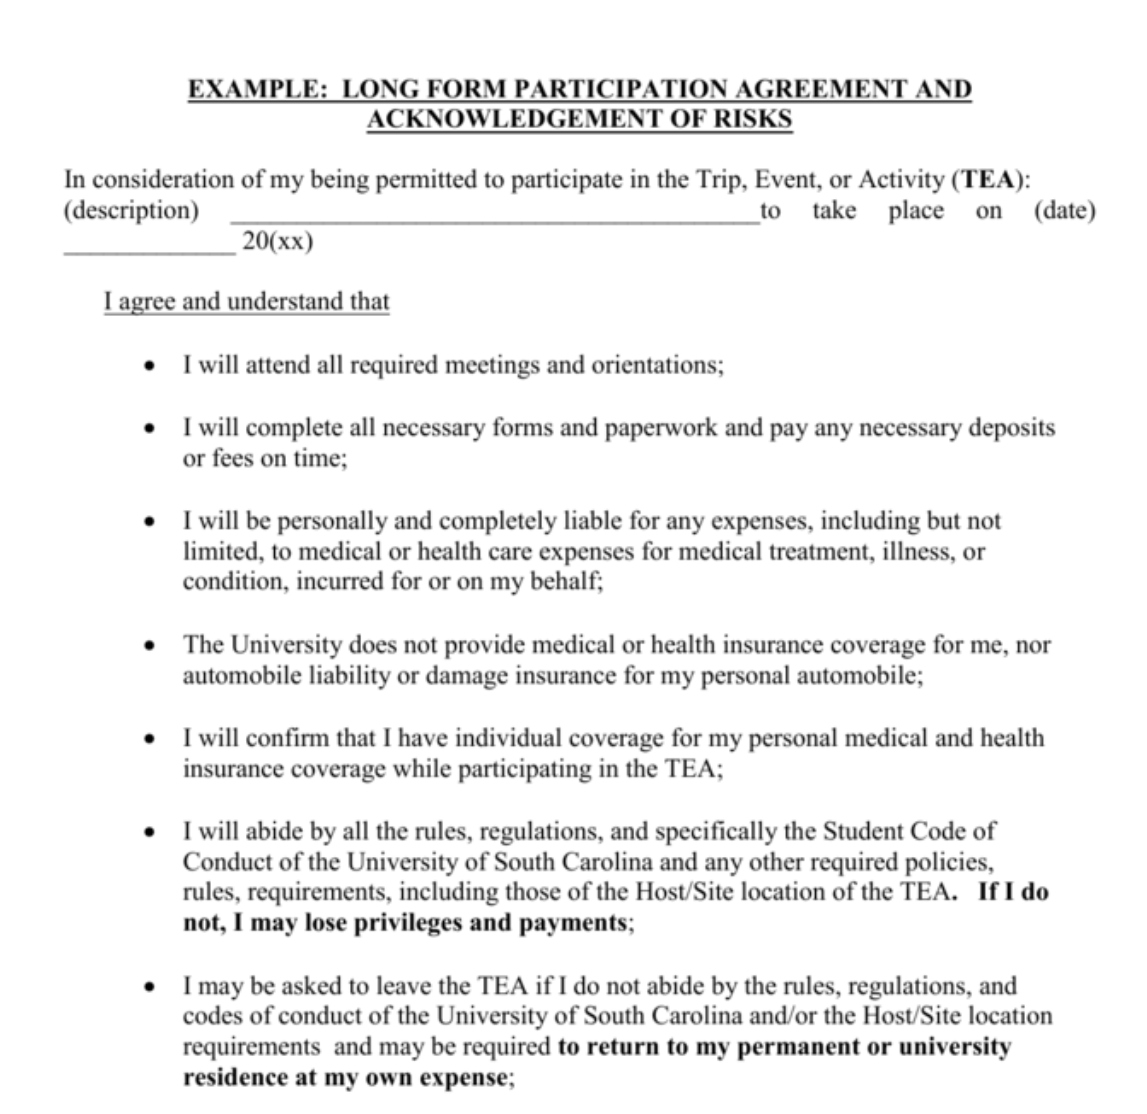 EXAMPLE: LONG FORM PARTICIPATION AGREEMENT AND
ACKNOWLEDGEMENT OF RISKS
In consideration of my being permitted to participate in the Trip, Event, or Activity (TEA):
(description) ________________________________________to take place on (date)
_____________ 20(xx)
I agree and understand that
• I will attend all required meetings and orientations;
• I will complete all necessary forms and paperwork and pay any necessary deposits
or fees on time;
• I will be personally and completely liable for any expenses, including but not
limited, to medical or health care expenses for medical treatment, illness, or
condition, incurred for or on my behalf;
• The University does not provide medical or health insurance coverage for me, nor
automobile liability or damage insurance for my personal automobile;
• I will confirm that I have individual coverage for my personal medical and health
insurance coverage while participating in the TEA;
• I will abide by all the rules, regulations, and specifically the Student Code of
Conduct of the University of South Carolina and any other required policies,
rules, requirements, including those of the Host/Site location of the TEA. If I do
not, I may lose privileges and payments;
• I may be asked to leave the TEA if I do not abide by the rules, regulations, and
codes of conduct of the University of South Carolina and/or the Host/Site location
requirements and may be required to return to my permanent or university
residence at my own expense;